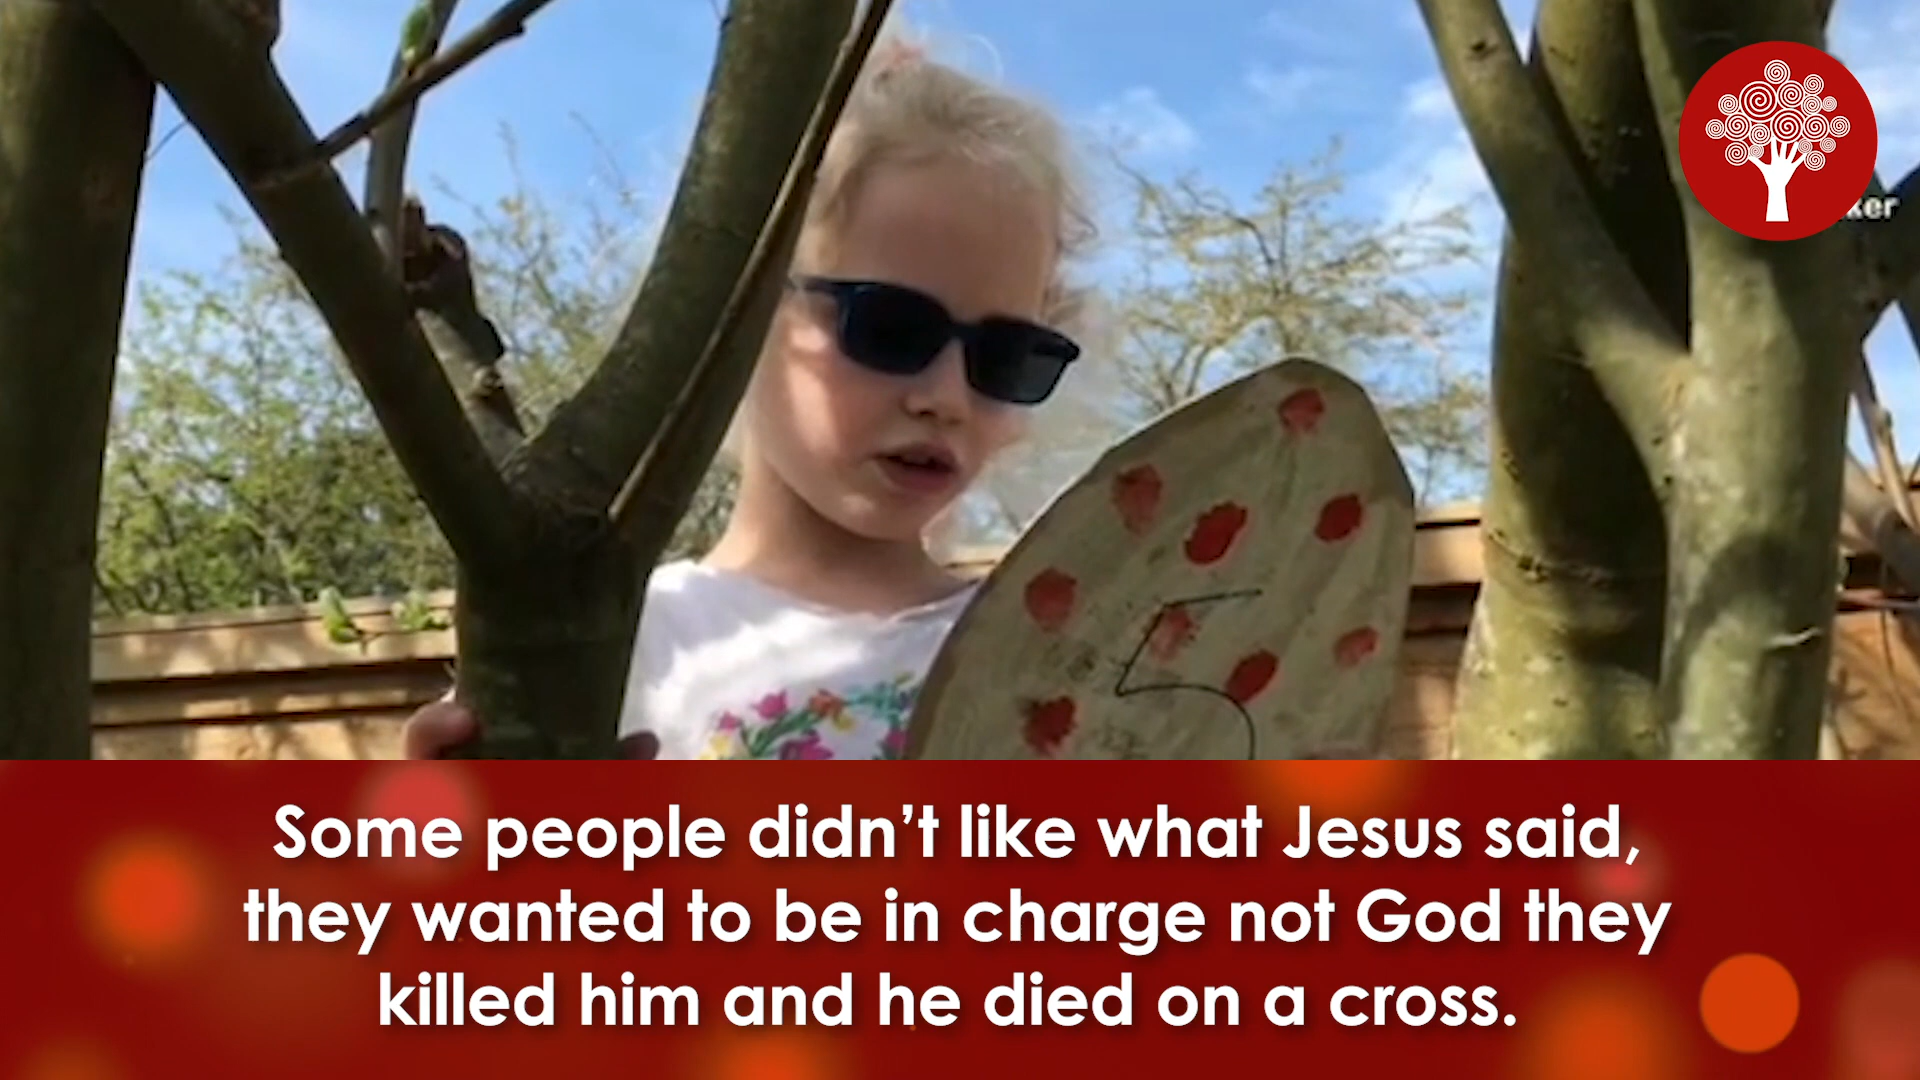 5
Some people didn’t like what Jesus said,
they wanted to be in charge not God they
killed him and he died on a cross.